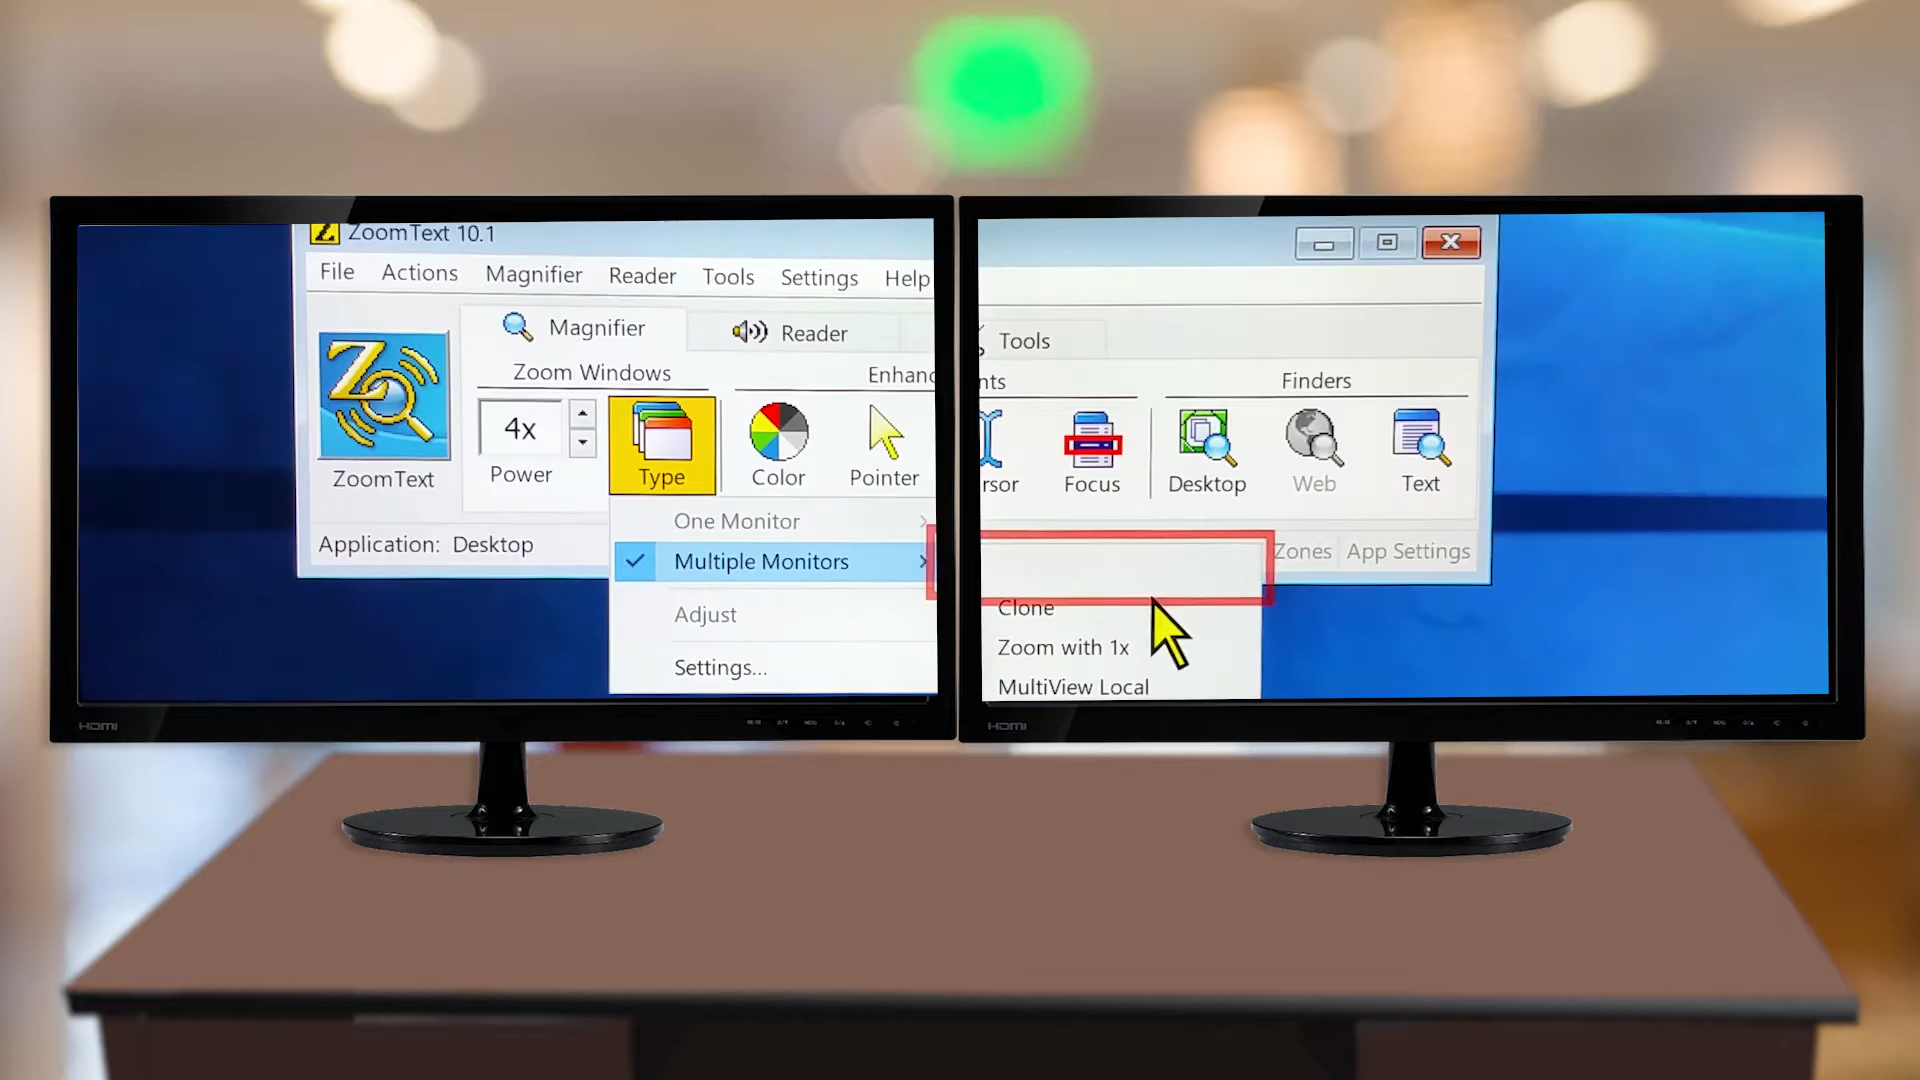 ZoomText 10.1
File Actions Magnifier Reader Tools Settings Help
Magnifier Reader
Zoom Windows Enhanc
4x
ZoomText Power Type Color Pointer
One Monitor
Application: Desktop
Multiple Monitors
Adjust
Settings...
HDMI
Tools
nts Finders
rsor Focus Desktop Web Text
Zones App Settings
Clone
Zoom with 1x
MultiView Local
HDMI